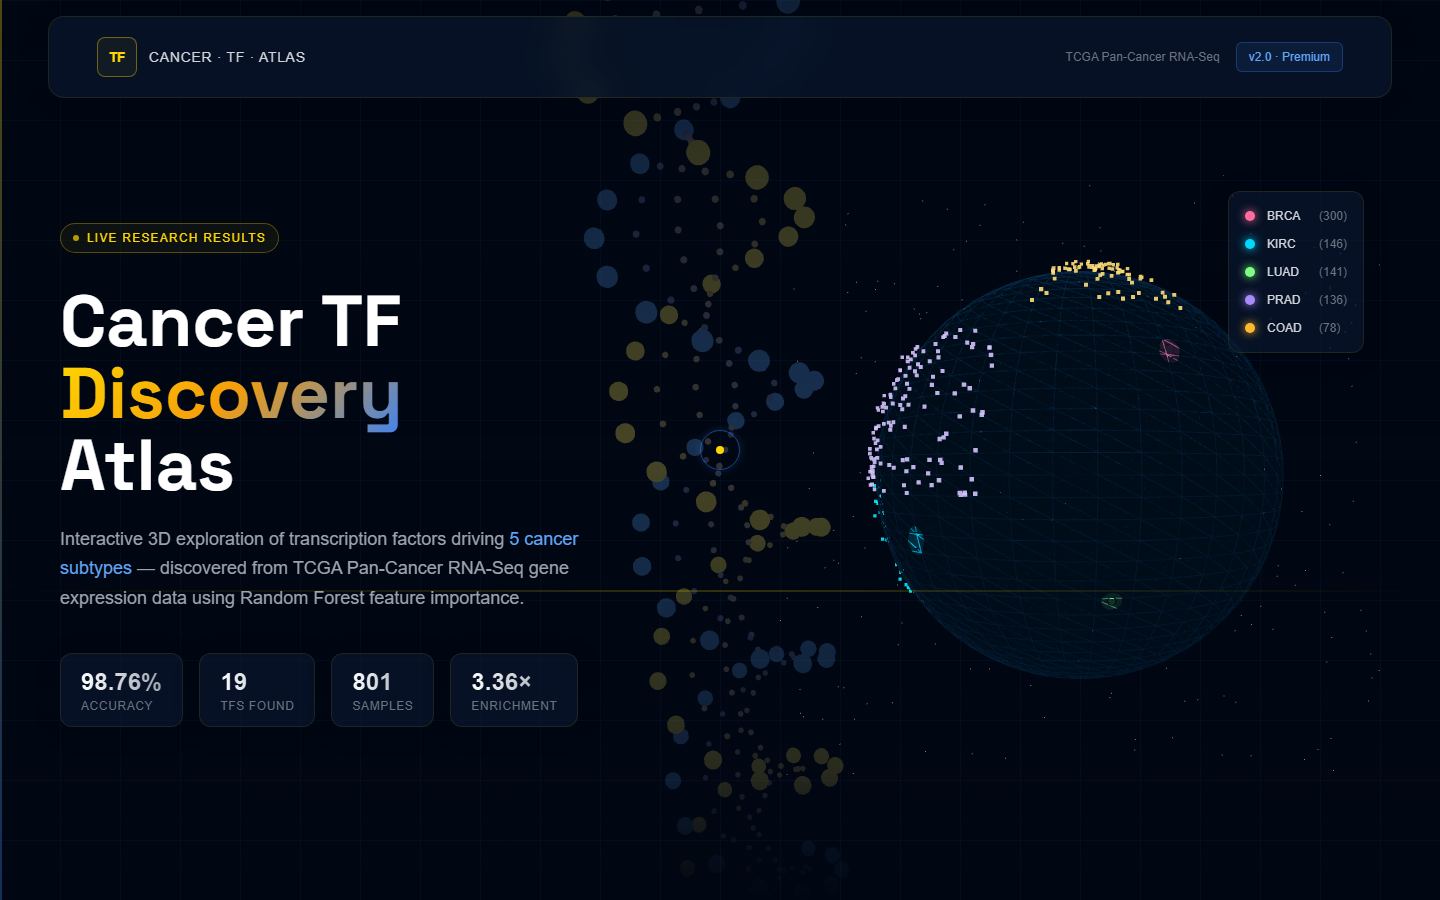 TF
CANCER · TF · ATLAS
TCGA Pan-Cancer RNA-Seq
v2.0 · Premium
LIVE RESEARCH RESULTS
Cancer TF
Discovery
Atlas
Interactive 3D exploration of transcription factors driving 5 cancer
subtypes — discovered from TCGA Pan-Cancer RNA-Seq gene
expression data using Random Forest feature importance.
98.76%
ACCURACY
19
TFS FOUND
801
SAMPLES
3.36×
ENRICHMENT
BRCA (300)
KIRC (146)
LUAD (141)
PRAD (136)
COAD (78)